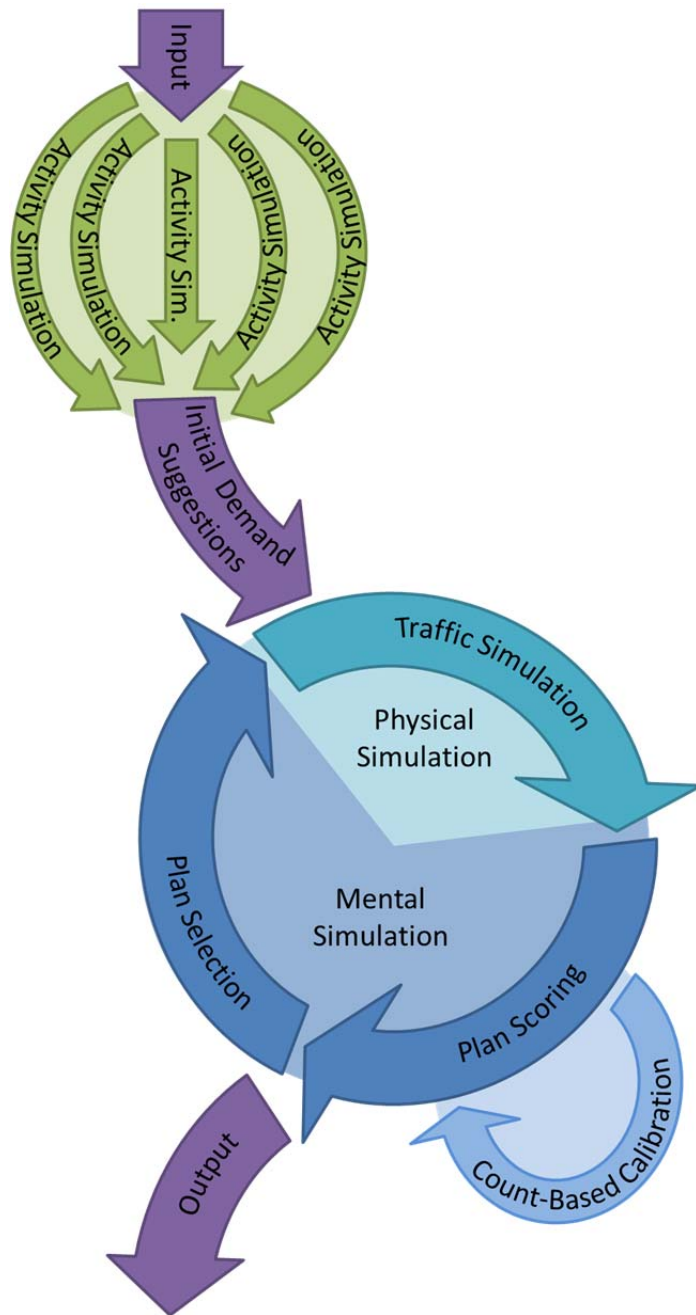 Input
Activity Simulation
Activity Simulation
Activity Sim.
Activity Simulation
Activity Simulation
Initial Demand
Suggestions
Traffic Simulation
Physical
Simulation
Mental
Simulation
Plan Selection
Plan Scoring
Count-Based Calibration
Output